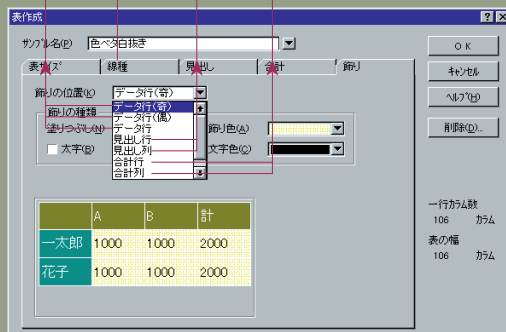 表作成
サンプル名(P) 色ベタ白抜き
表サイズ 線種 見出し 合計 飾り
飾りの位置(K) データ行(奇)
飾りの種類
データ行(奇)
データ行(偶)
データ行
見出し行
見出し列
合計行
合計列
塗りつぶし(N)
太字(B)
飾り色(A)
文字色(C)
A B 計
一太郎 1000 1000 2000
花子 1000 1000 2000
OK
キャンセル
ヘルプ(H)
削除(D)...
一行カラム数
106 カラム
表の幅
106 カラム